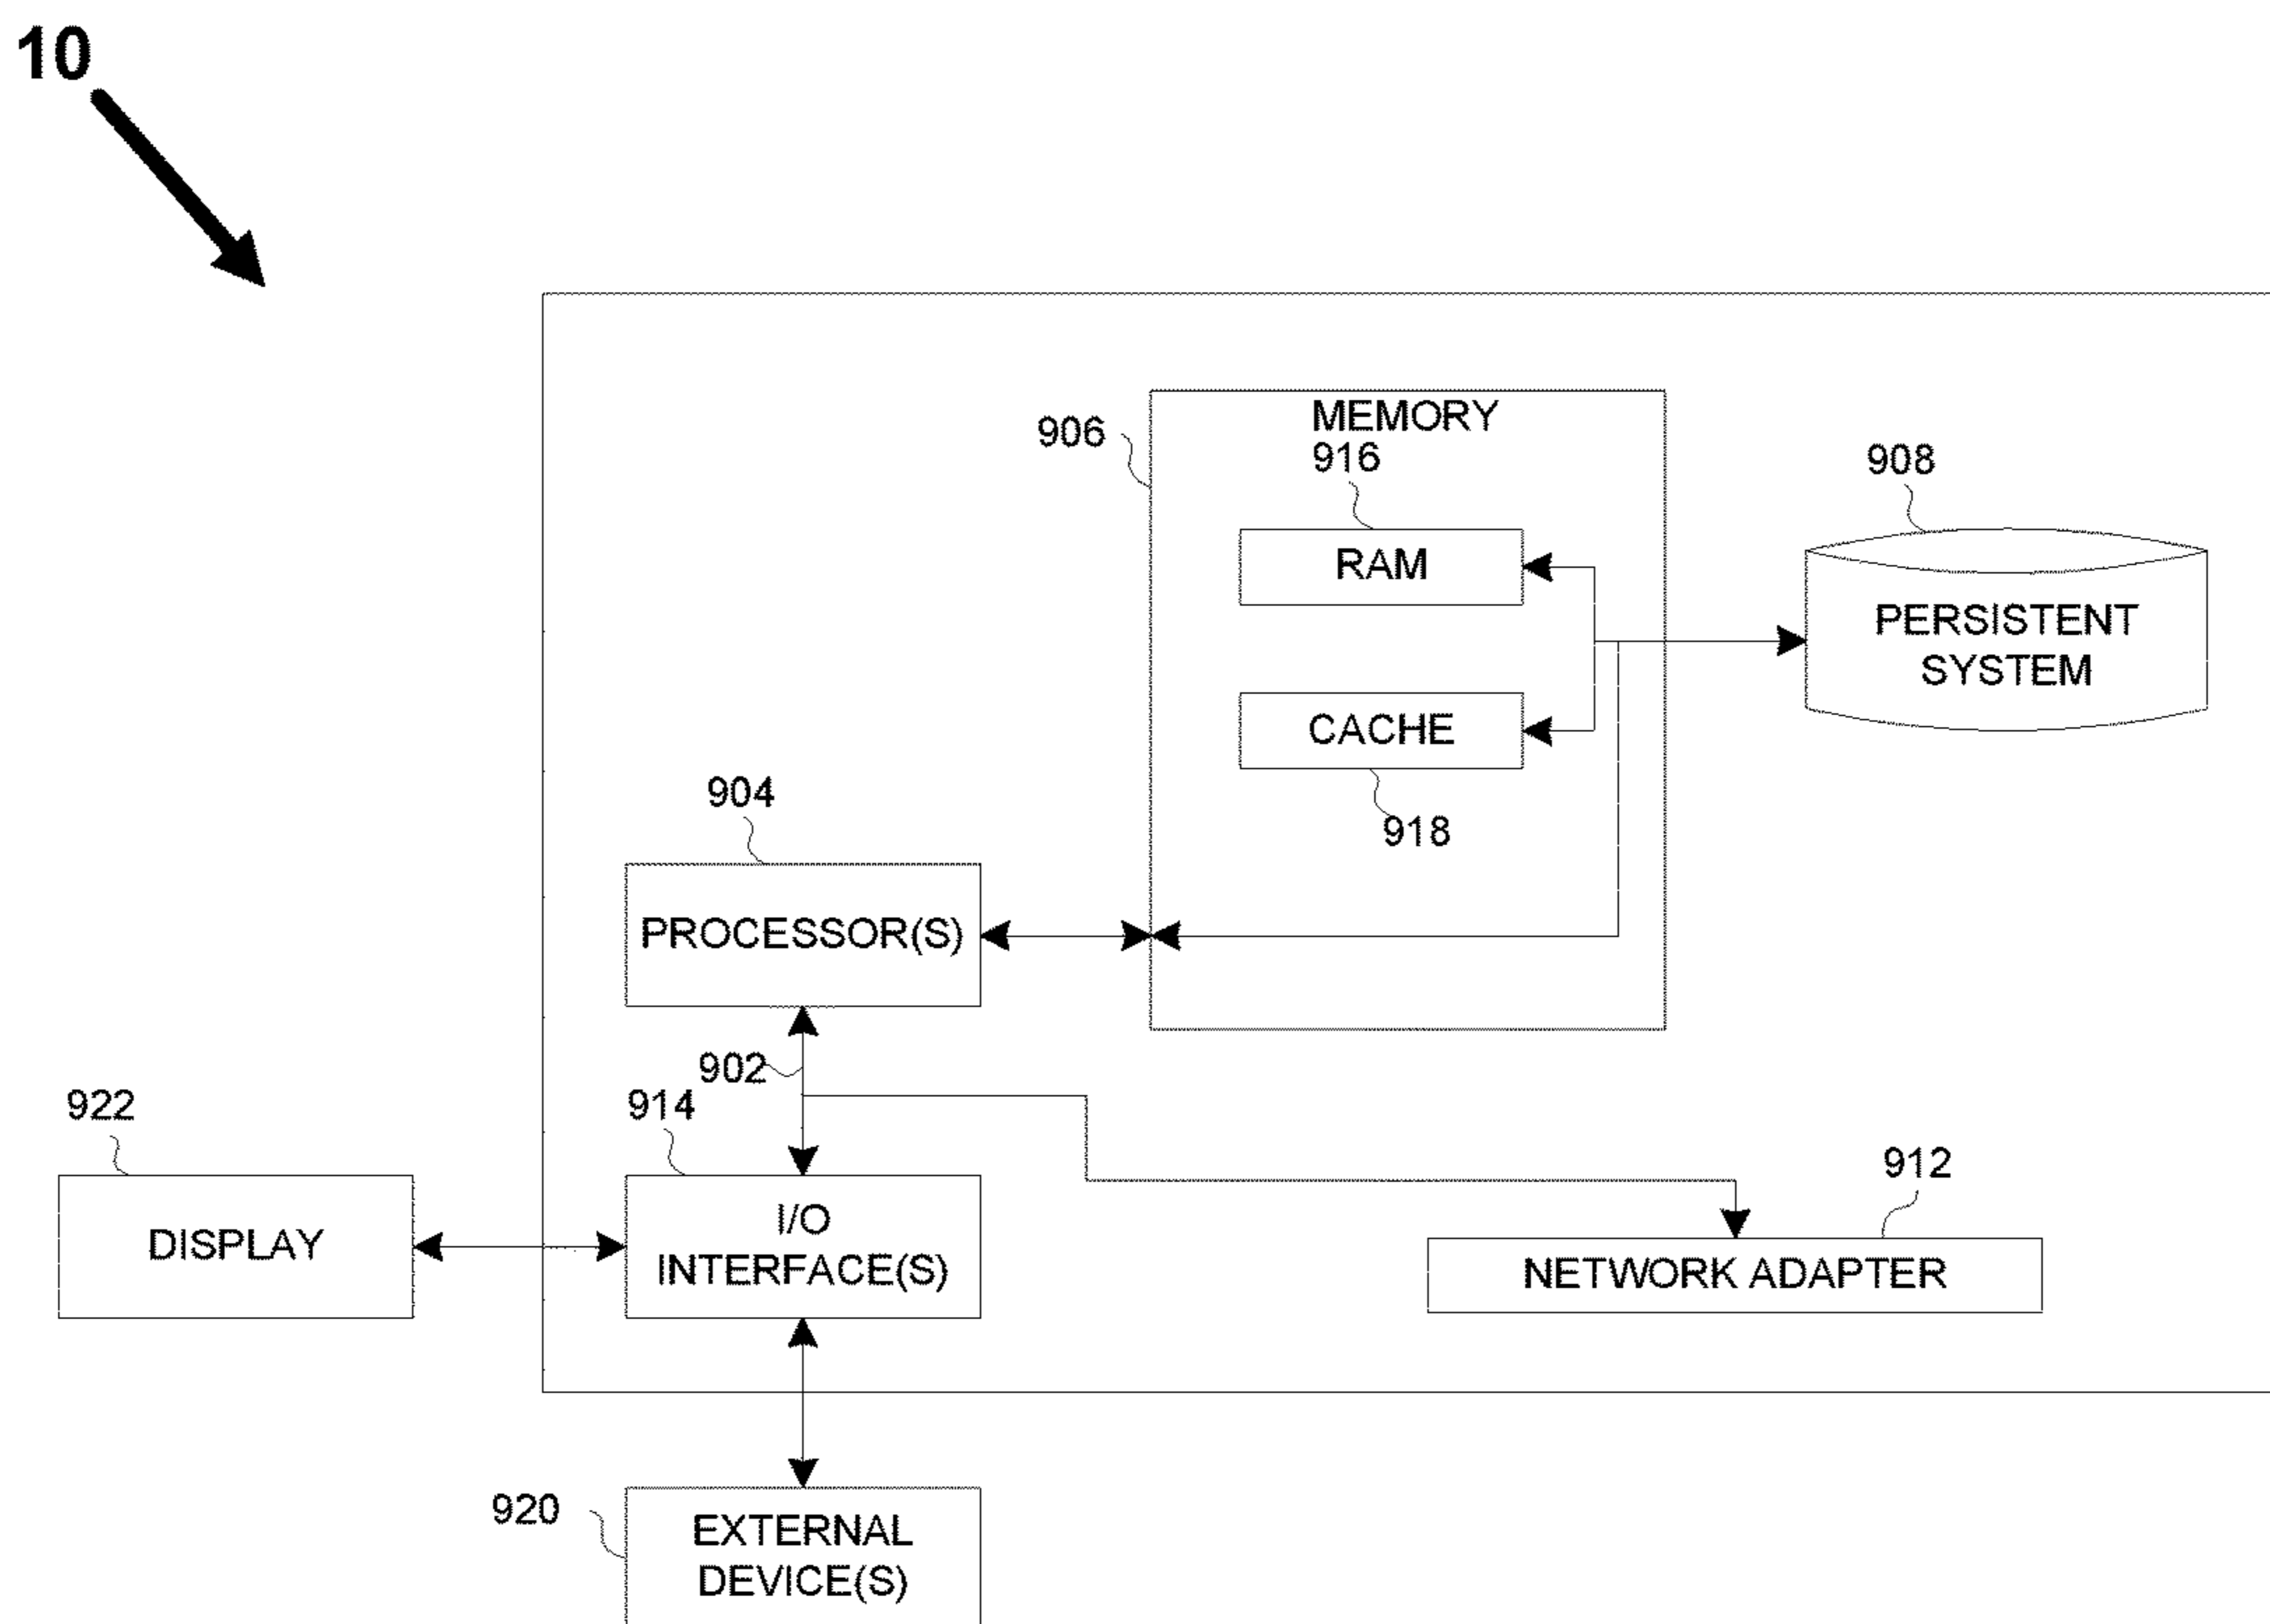 10
MEMORY
906
916
908
RAM
PERSISTENT
SYSTEM
CACHE
904
918
PROCESSOR(S)
902
922
914
912
DISPLAY
I/O
INTERFACE(S)
NETWORK ADAPTER
920
EXTERNAL
DEVICE(S)